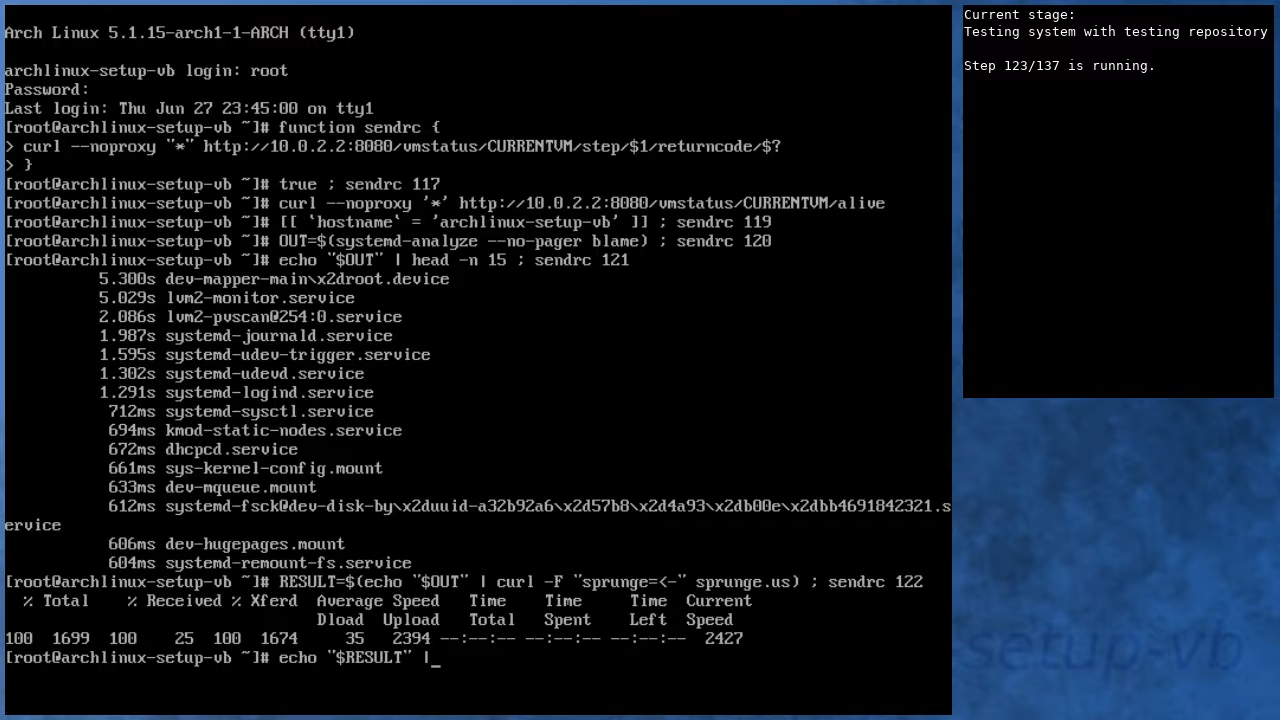 Arch Linux 5.1.15-arch1-1-ARCH (tty1)
archlinux-setup-vb login: root
Password:
Last login: Thu Jun 27 23:45:00 on tty1
[root@archlinux-setup-vb ~]# function sendrc {
> curl --noproxy "*" http://10.0.2.2:8080/vmstatus/CURRENTVM/step/$1/returncode/$?
> }
[root@archlinux-setup-vb ~]# true ; sendrc 117
[root@archlinux-setup-vb ~]# curl --noproxy '*' http://10.0.2.2:8080/vmstatus/CURRENTVM/alive
[root@archlinux-setup-vb ~]# [[ `hostname` = 'archlinux-setup-vb' ]] ; sendrc 119
[root@archlinux-setup-vb ~]# OUT=$(systemd-analyze --no-pager blame) ; sendrc 120
[root@archlinux-setup-vb ~]# echo "$OUT" | head -n 15 ; sendrc 121
5.300s dev-mapper-main\x2droot.device
5.029s lvm2-monitor.service
2.086s lvm2-pvscan@254:0.service
1.987s systemd-journald.service
1.595s systemd-udev-trigger.service
1.302s systemd-udevd.service
1.291s systemd-logind.service
712ms systemd-sysctl.service
694ms kmod-static-nodes.service
672ms dhcpcd.service
661ms sys-kernel-config.mount
633ms dev-mqueue.mount
612ms systemd-fsck@dev-disk-by\x2duuid-a32b92a6\x2d57b8\x2d4a93\x2db00e\x2dbb4691842321.s
ervice
606ms dev-hugepages.mount
604ms systemd-remount-fs.service
[root@archlinux-setup-vb ~]# RESULT=$(echo "$OUT" | curl -F "sprunge=<-" sprunge.us) ; sendrc 122
% Total % Received % Xferd Average Speed Time Time Time Current
Dload Upload Total Spent Left Speed
100 1699 100 25 100 1674 35 2394 --:--:-- --:--:-- --:--:-- 2427
[root@archlinux-setup-vb ~]# echo "$RESULT" |_
Current stage:
Testing system with testing repository
Step 123/137 is running.
-setup-vb